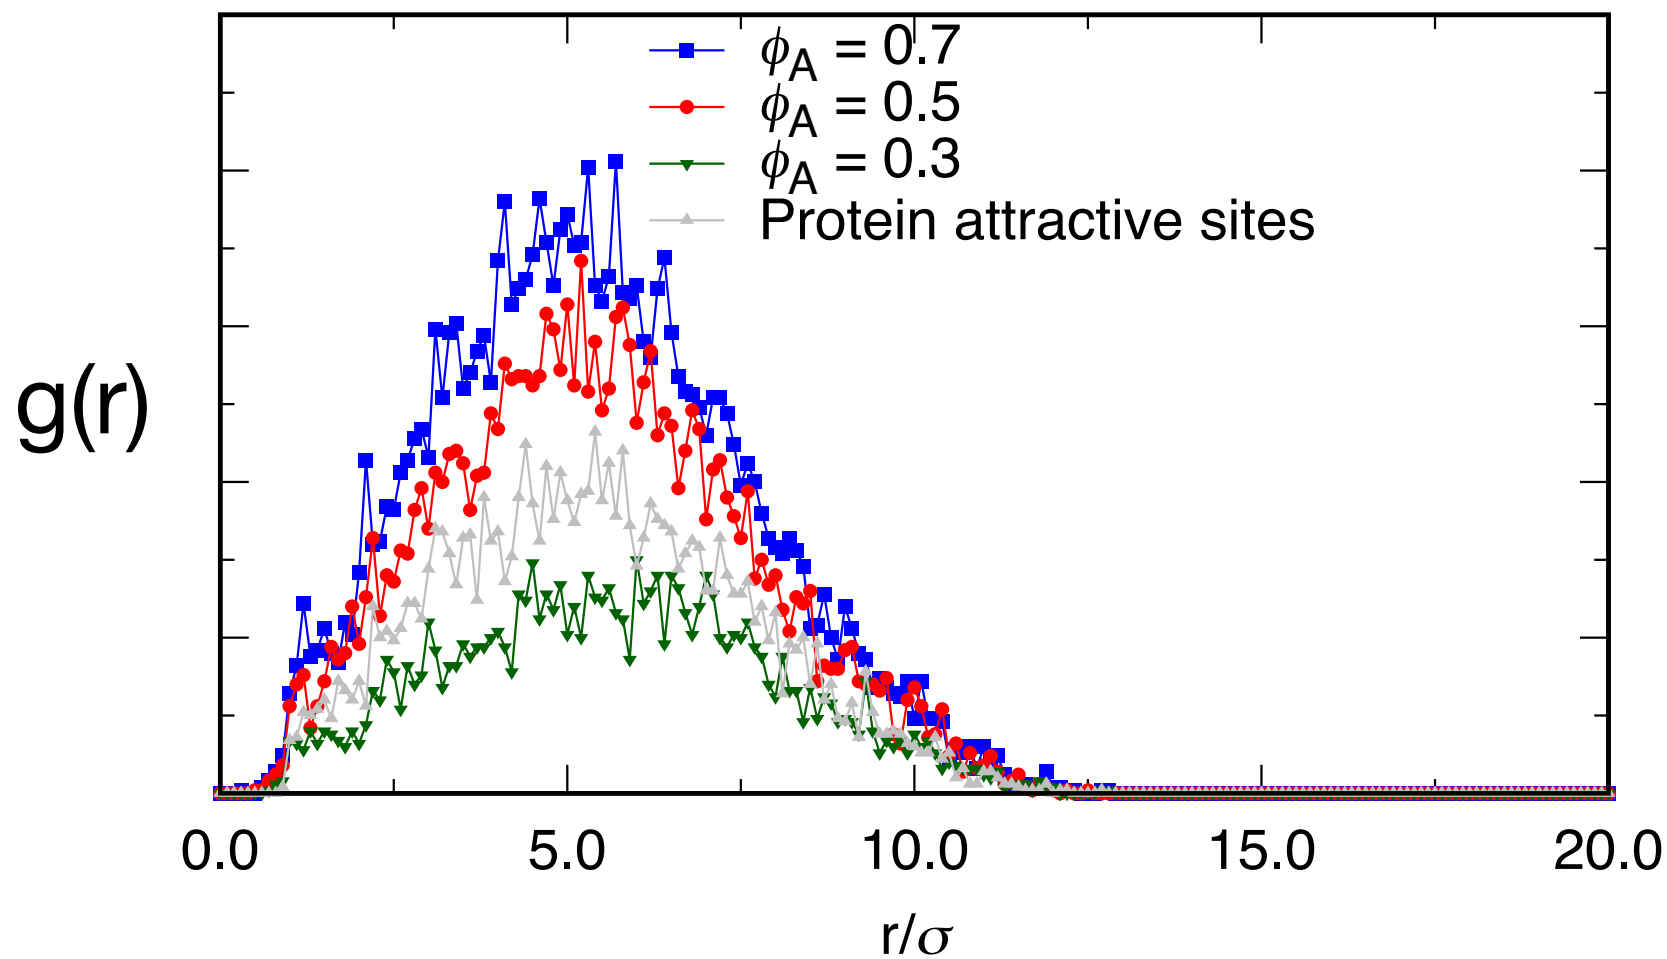 ϕA = 0.7
ϕA = 0.5
ϕA = 0.3
Protein attractive sites
g(r)
0.0 5.0 10.0 15.0 20.0
r/σ